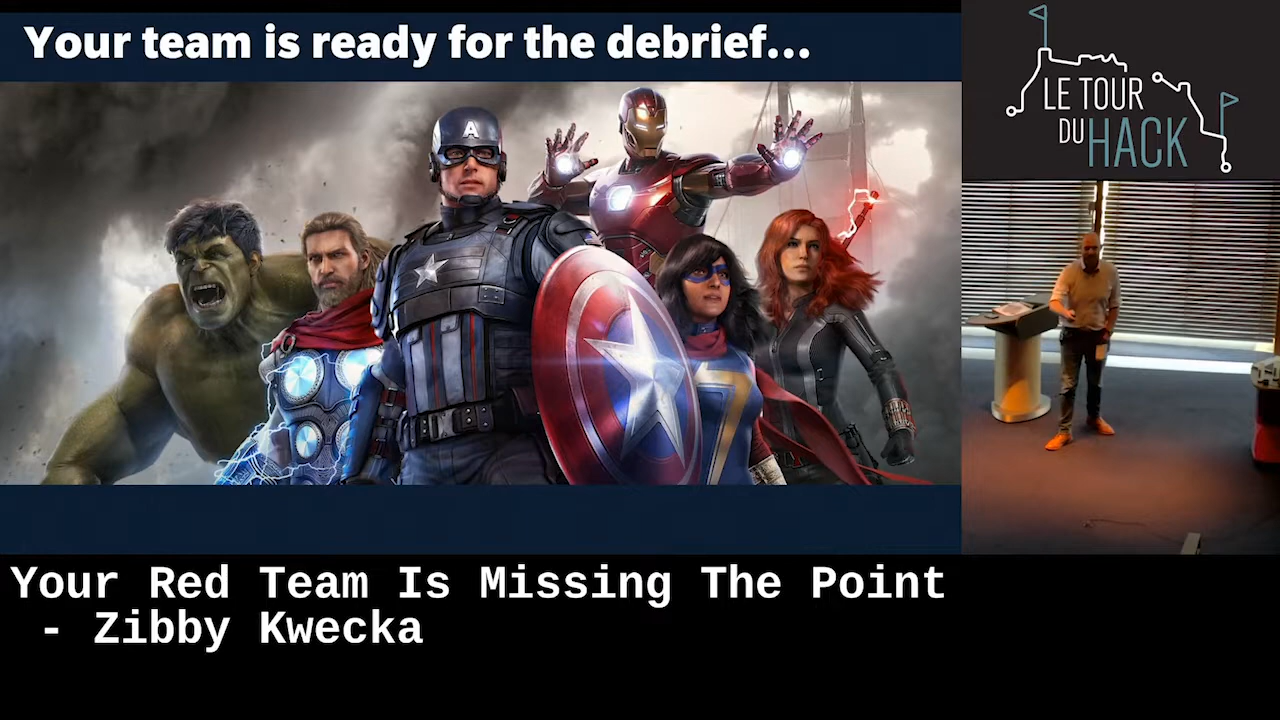 Your team is ready for the debrief...
A
LE TOUR
DU HACK
Your Red Team Is Missing The Point
- Zibby Kwecka